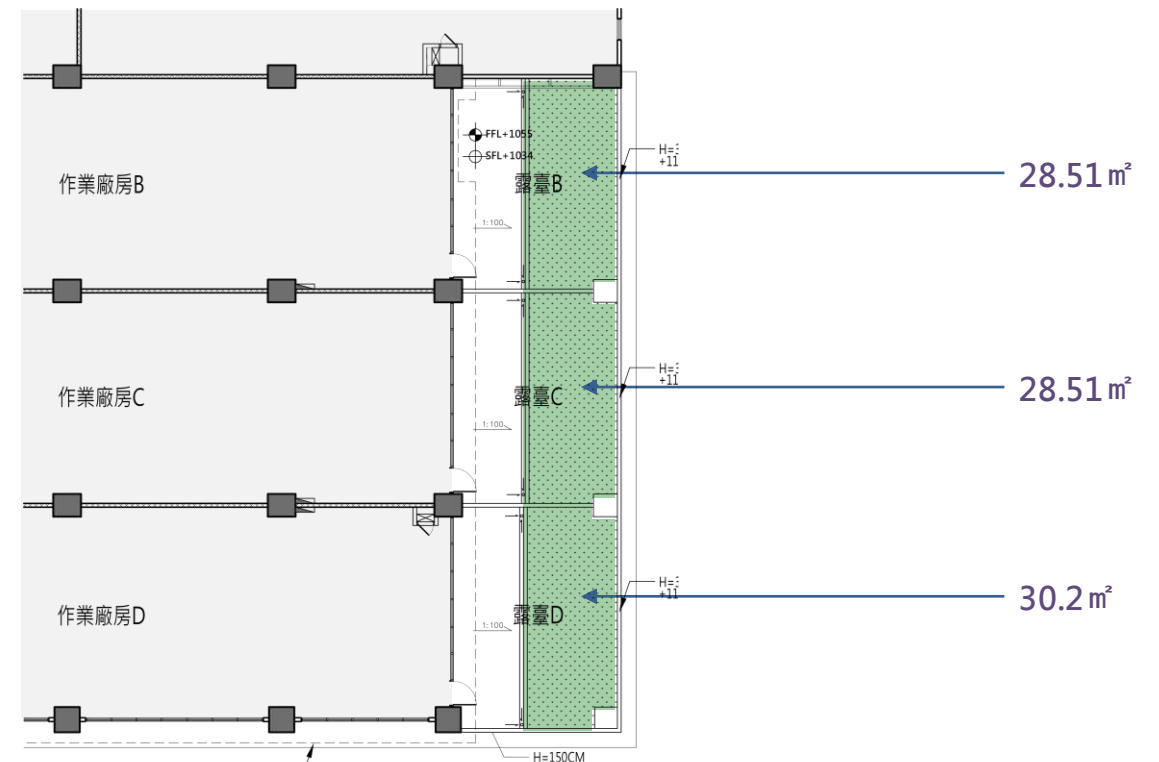 FFL+1055
SFL+1034
作業廠房B
露臺B
1:100
H=
+11
28.51㎡
作業廠房C
露臺C
1:100
H=
+11
28.51㎡
作業廠房D
露臺D
1:100
H=
+11
30.2㎡
H=150CM